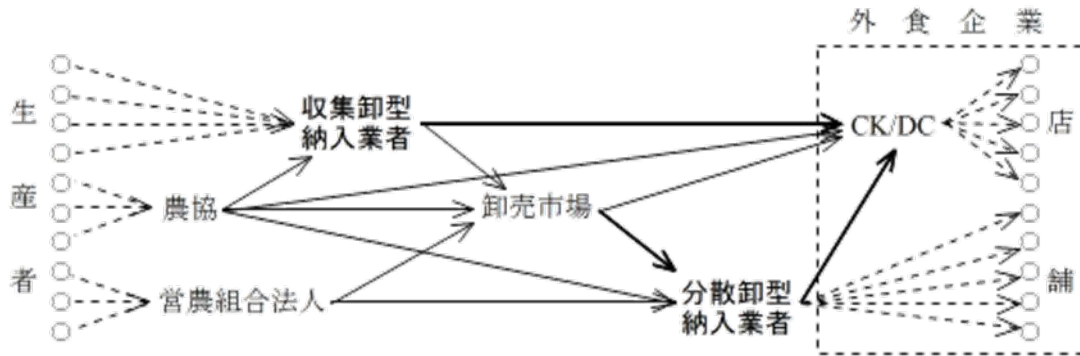 外食企業
生産者
収集卸型
納入業者
CK/DC
店舗
農協
卸売市場
営農組合法人
分散卸型
納入業者